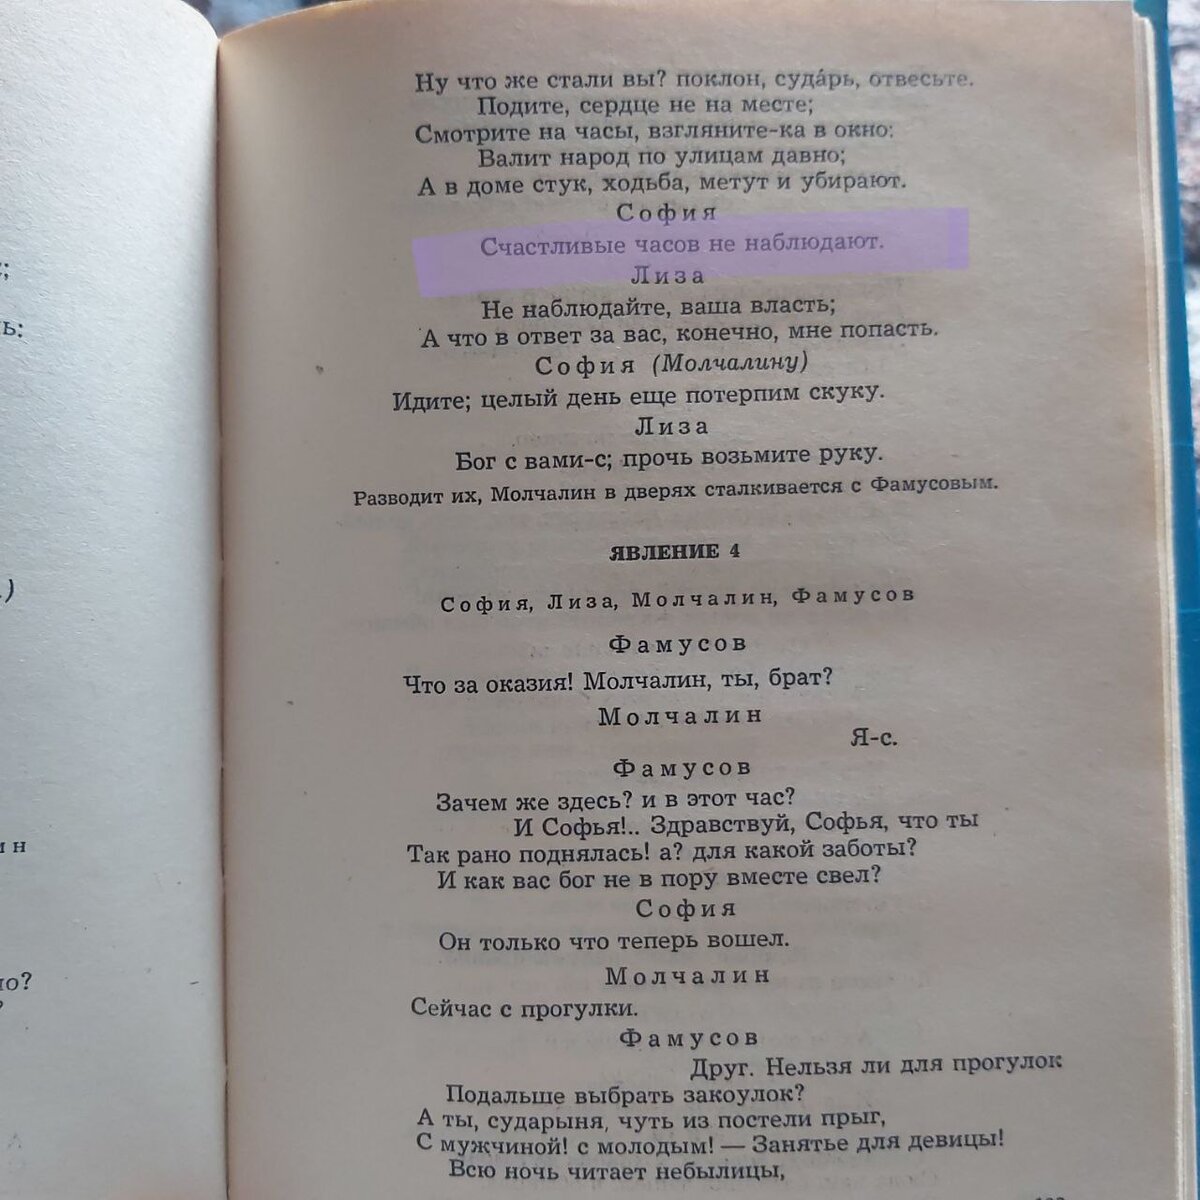 Ну что же стали вы? поклон, суда́рь, отвесьте.
Подите, сердце не на месте;
Смотрите на часы, взгляните-ка в окно:
Валит народ по улицам давно;
А в доме стук, ходьба, метут и убирают.
София
Счастливые часов не наблюдают.
Лиза
Не наблюдайте, ваша власть;
А что в ответ за вас, конечно, мне попасть.
София (Молчалину)
Идите; целый день еще потерпим скуку.
Лиза
Бог с вами-с; прочь возьмите руку.
Разводит их, Молчалин в дверях сталкивается с Фамусовым.
ЯВЛЕНИЕ 4
София, Лиза, Молчалин, Фамусов
Фамусов
Что за оказия! Молчалин, ты, брат?
Молчалин
Я-с.
Фамусов
Зачем же здесь? и в этот час?
И Софья!.. Здравствуй, Софья, что ты
Так рано поднялась! а? для какой заботы?
И как вас бог не в пору вместе свел?
София
Он только что теперь вошел.
Молчалин
Сейчас с прогулки.
Фамусов
Друг. Нельзя ли для прогулок
Подальше выбрать закоулок?
А ты, сударыня, чуть из постели прыг,
С мужчиной! с молодым! — Занятье для девицы!
Всю ночь читает небылицы,